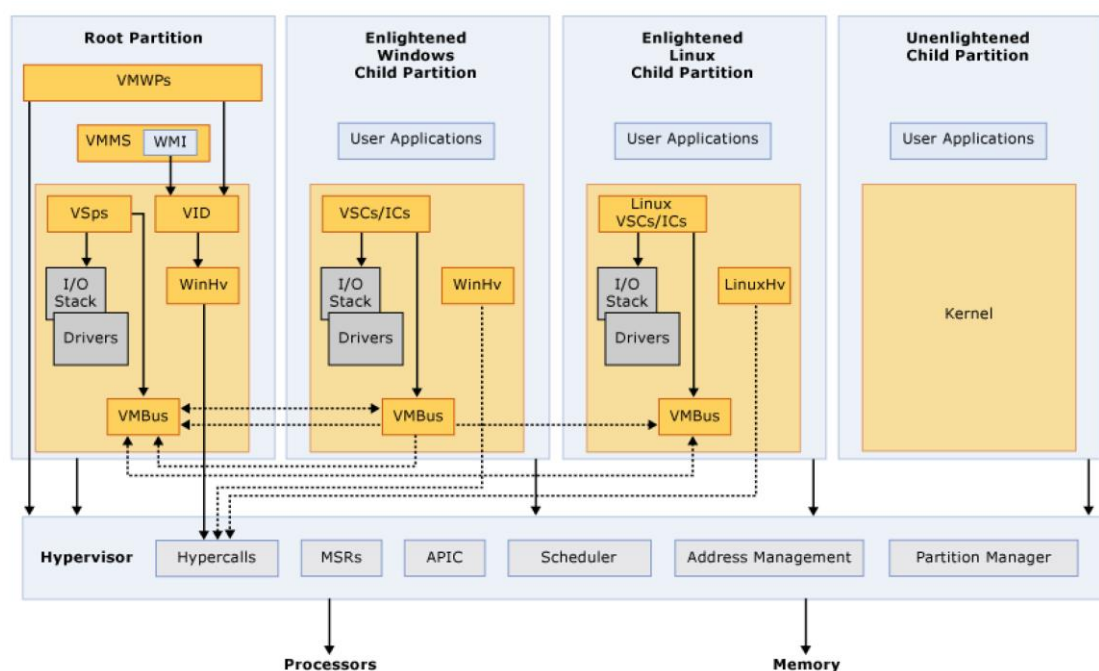 Root Partition
VMWPs
VMMS
WMI
VSps
VID
I/O
Stack
WinHv
Drivers
VMBus
Enlightened
Windows
Child Partition
User Applications
VSCs/ICs
I/O
Stack
WinHv
Drivers
VMBus
Enlightened
Linux
Child Partition
User Applications
Linux
VSCs/ICs
I/O
Stack
LinuxHv
Drivers
VMBus
Unenlightened
Child Partition
User Applications
Kernel
Hypervisor
Hypercalls
MSRs
APIC
Scheduler
Address Management
Partition Manager
Processors
Memory